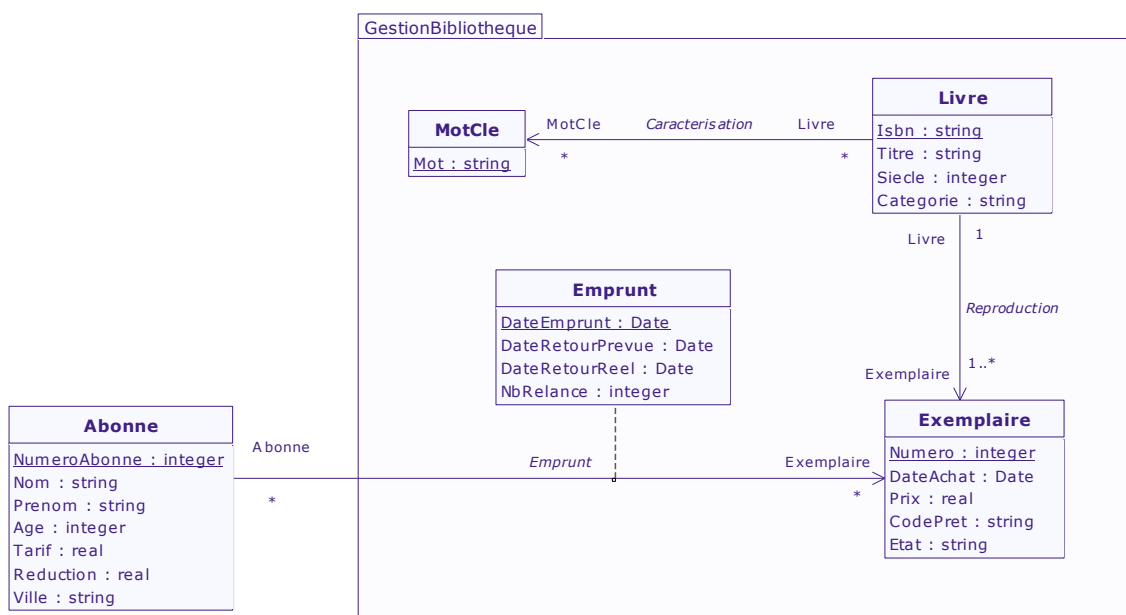 GestionBibliotheque
Livre
Isbn : string
Titre : string
Siecle : integer
Categorie : string
MotCle
Mot : string
MotCle
Caracterisation
Livre
*
*
Livre
1
Reproduction
1..*
Exemplaire
Emprunt
DateEmprunt : Date
DateRetourPrevue : Date
DateRetourReel : Date
NbRelance : integer
Abonne
NumeroAbonne : integer
Nom : string
Prenom : string
Age : integer
Tarif : real
Reduction : real
Ville : string
Abonne
*
Emprunt
Exemplaire
*
Exemplaire
Numero : integer
DateAchat : Date
Prix : real
CodePret : string
Etat : string